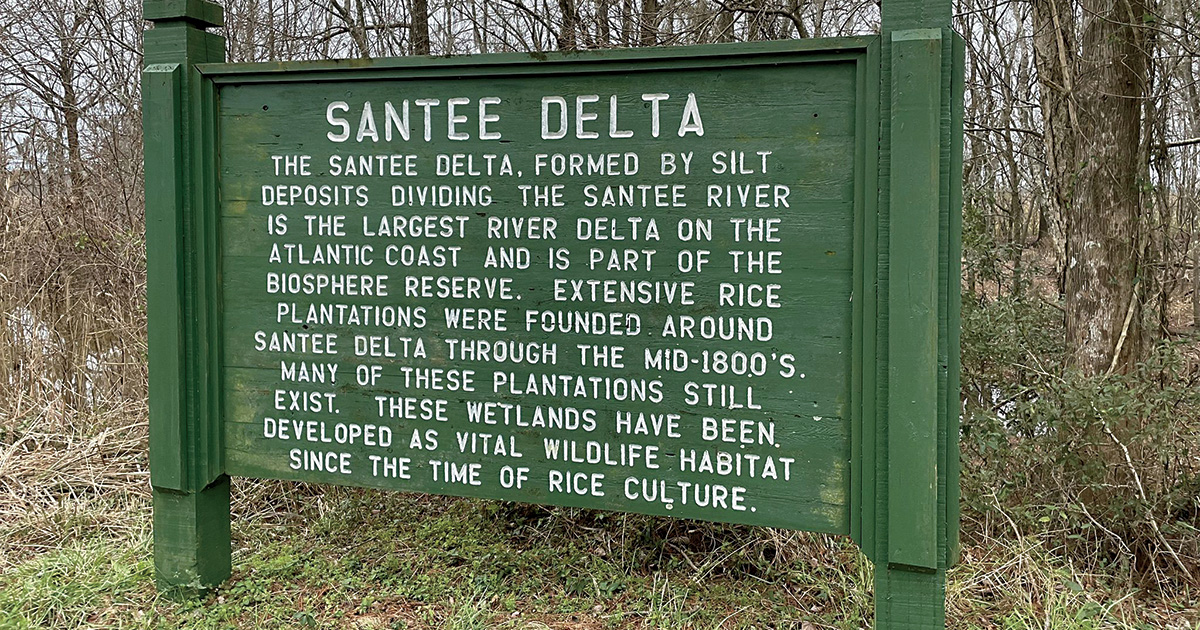 SANTEE DELTA
THE SANTEE DELTA, FORMED BY SILT
DEPOSITS DIVIDING THE SANTEE RIVER
IS THE LARGEST RIVER DELTA ON THE
ATLANTIC COAST AND IS PART OF THE
BIOSPHERE RESERVE. EXTENSIVE RICE
PLANTATIONS WERE FOUNDED AROUND
SANTEE DELTA THROUGH THE MID-1800'S.
MANY OF THESE PLANTATIONS STILL
EXIST. THESE WETLANDS HAVE BEEN.
DEVELOPED AS VITAL WILDLIFE HABITAT
SINCE THE TIME OF RICE CULTURE.